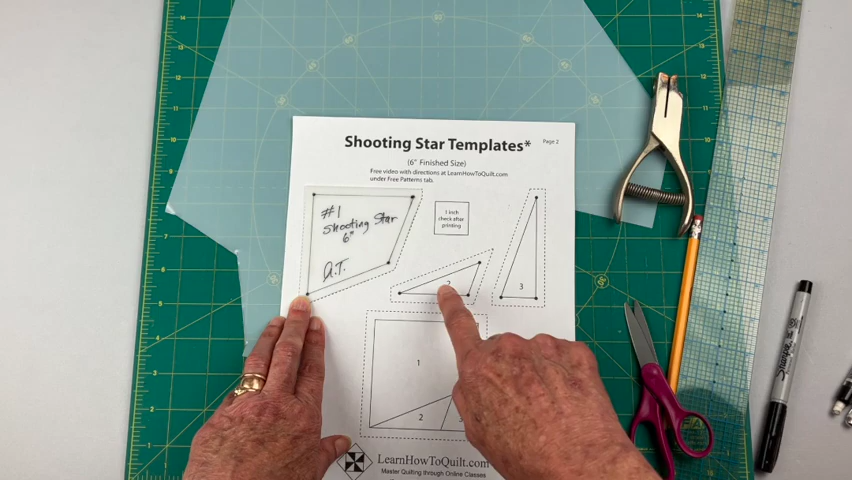 Shooting Star Templates*
Page 2
(6" Finished Size)
Free video with directions at LearnHowToQuilt.com
under Free Patterns tab.
#1
Shooting Star
6"
A.T.
1 inch
check after
printing
2
3
1
2
LearnHowToQuilt.com
Master Quilting through Online Classes